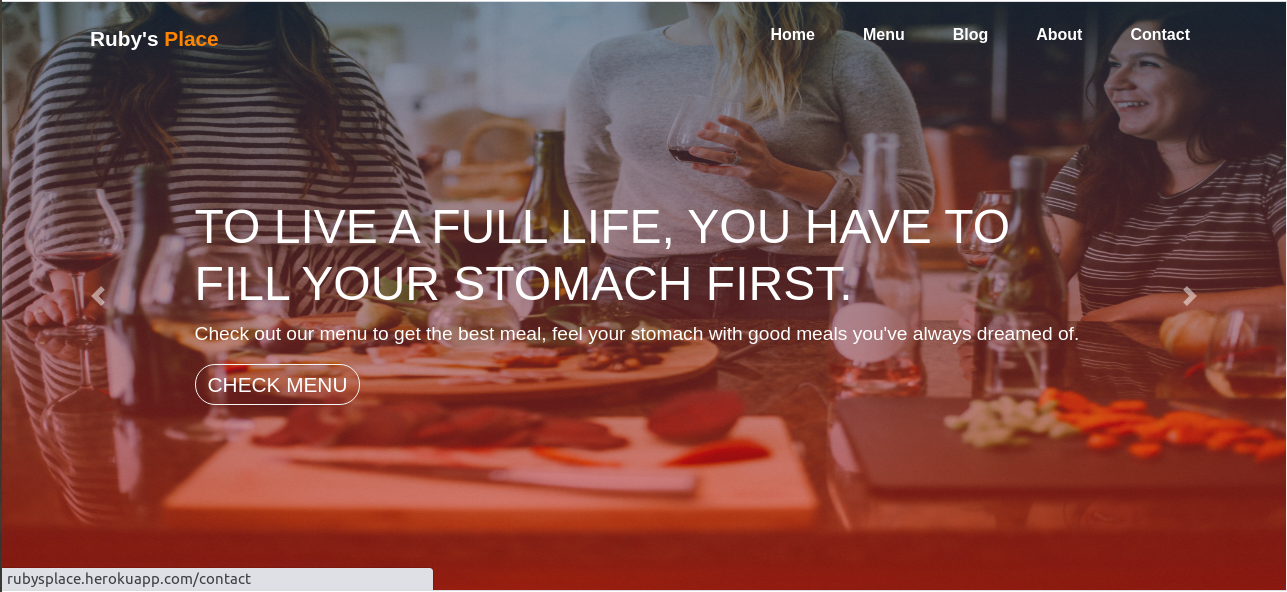 Ruby's Place
Home Menu Blog About Contact
TO LIVE A FULL LIFE, YOU HAVE TO
FILL YOUR STOMACH FIRST.
Check out our menu to get the best meal, feel your stomach with good meals you've always dreamed of.
CHECK MENU
rubysplace.herokuapp.com/contact